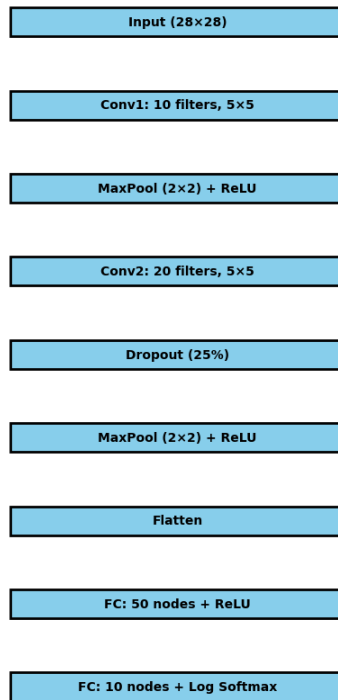 Input (28×28)
Conv1: 10 filters, 5×5
MaxPool (2×2) + ReLU
Conv2: 20 filters, 5×5
Dropout (25%)
MaxPool (2×2) + ReLU
Flatten
FC: 50 nodes + ReLU
FC: 10 nodes + Log Softmax